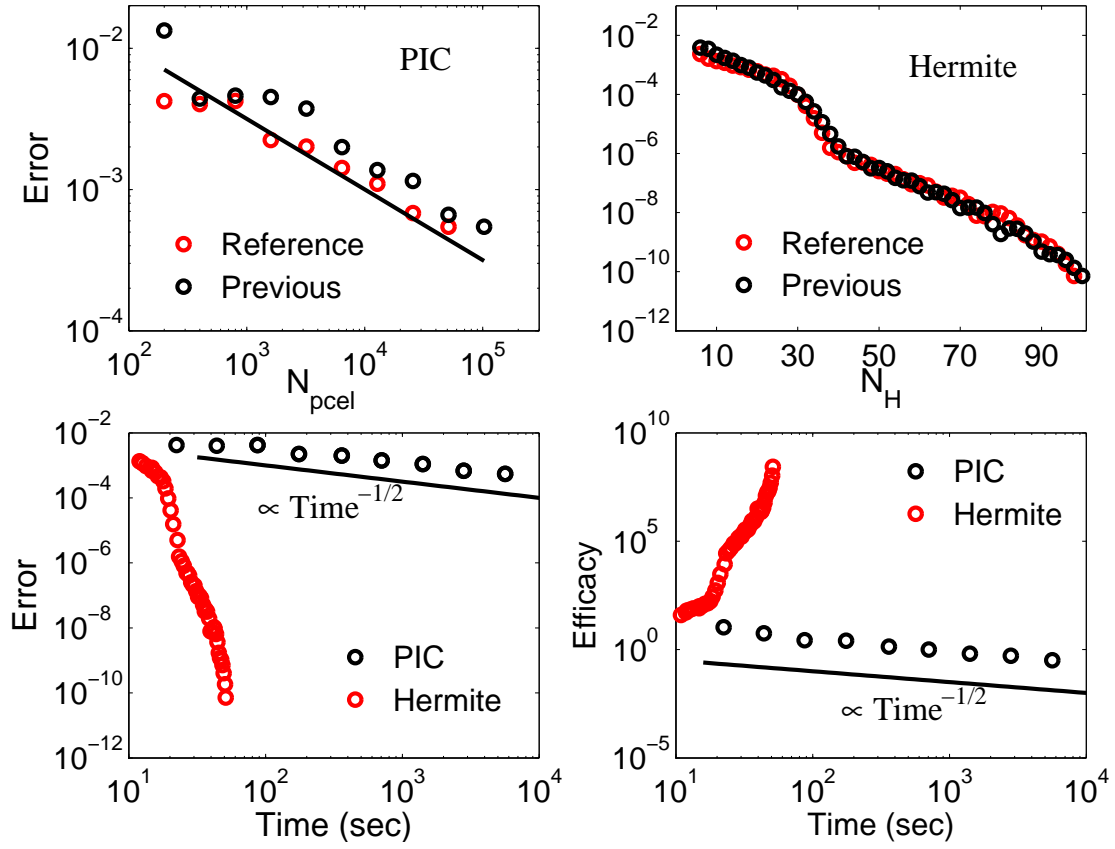 PIC
Error
10^−2
10^−3
10^−4
Reference
Previous
10^2 10^3 10^4 10^5
N_pcel
Hermite
10^−2
10^−4
10^−6
10^−8
10^−10
10^−12
Reference
Previous
10 30 50 70 90
N_H
Error
10^−2
10^−4
10^−6
10^−8
10^−10
10^−12
∝ Time^−1/2
PIC
Hermite
10^1 10^2 10^3 10^4
Time (sec)
Efficacy
10^10
10^5
10^0
10^−5
PIC
Hermite
∝ Time^−1/2
10^1 10^2 10^3 10^4
Time (sec)